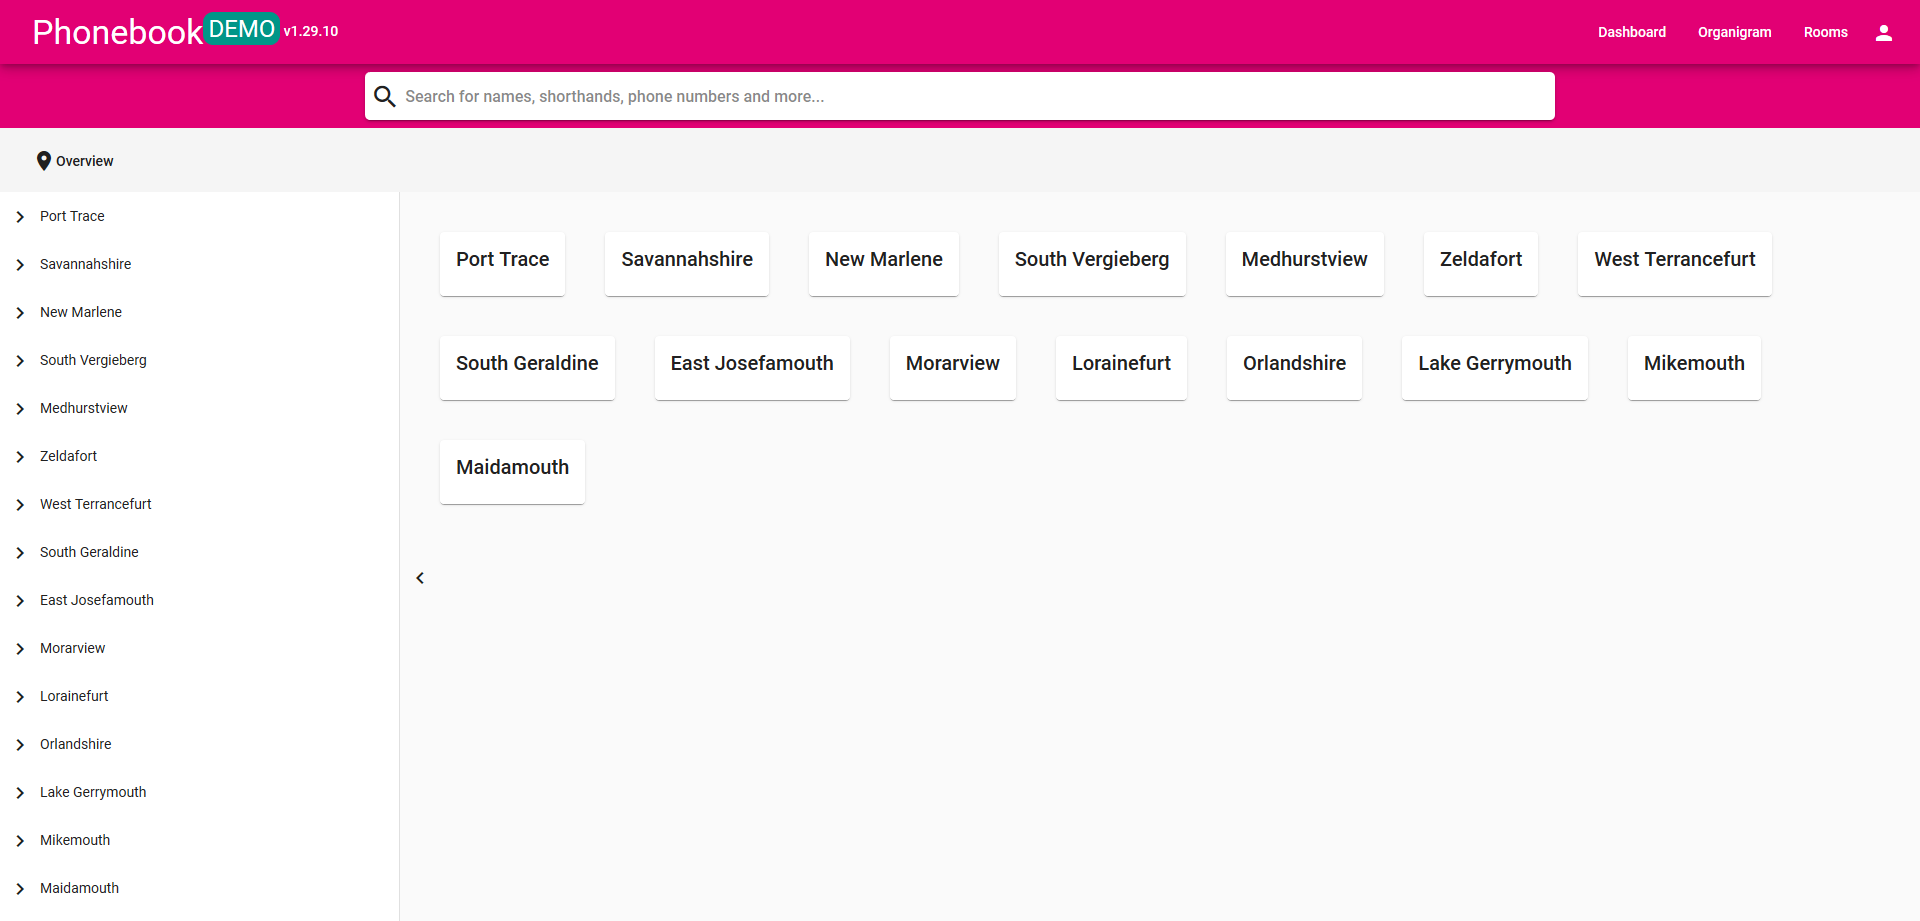 Phonebook DEMO v1.29.10
Dashboard Organigram Rooms
Search for names, shorthands, phone numbers and more...
Overview
Port Trace
Savannahshire
New Marlene
South Vergieberg
Medhurstview
Zeldafort
West Terrancefurt
South Geraldine
East Josefamouth
Morarview
Lorainefurt
Orlandshire
Lake Gerrymouth
Mikemouth
Maidamouth
Port Trace Savannahshire New Marlene South Vergieberg Medhurstview Zeldafort West Terrancefurt
South Geraldine East Josefamouth Morarview Lorainefurt Orlandshire Lake Gerrymouth Mikemouth
Maidamouth